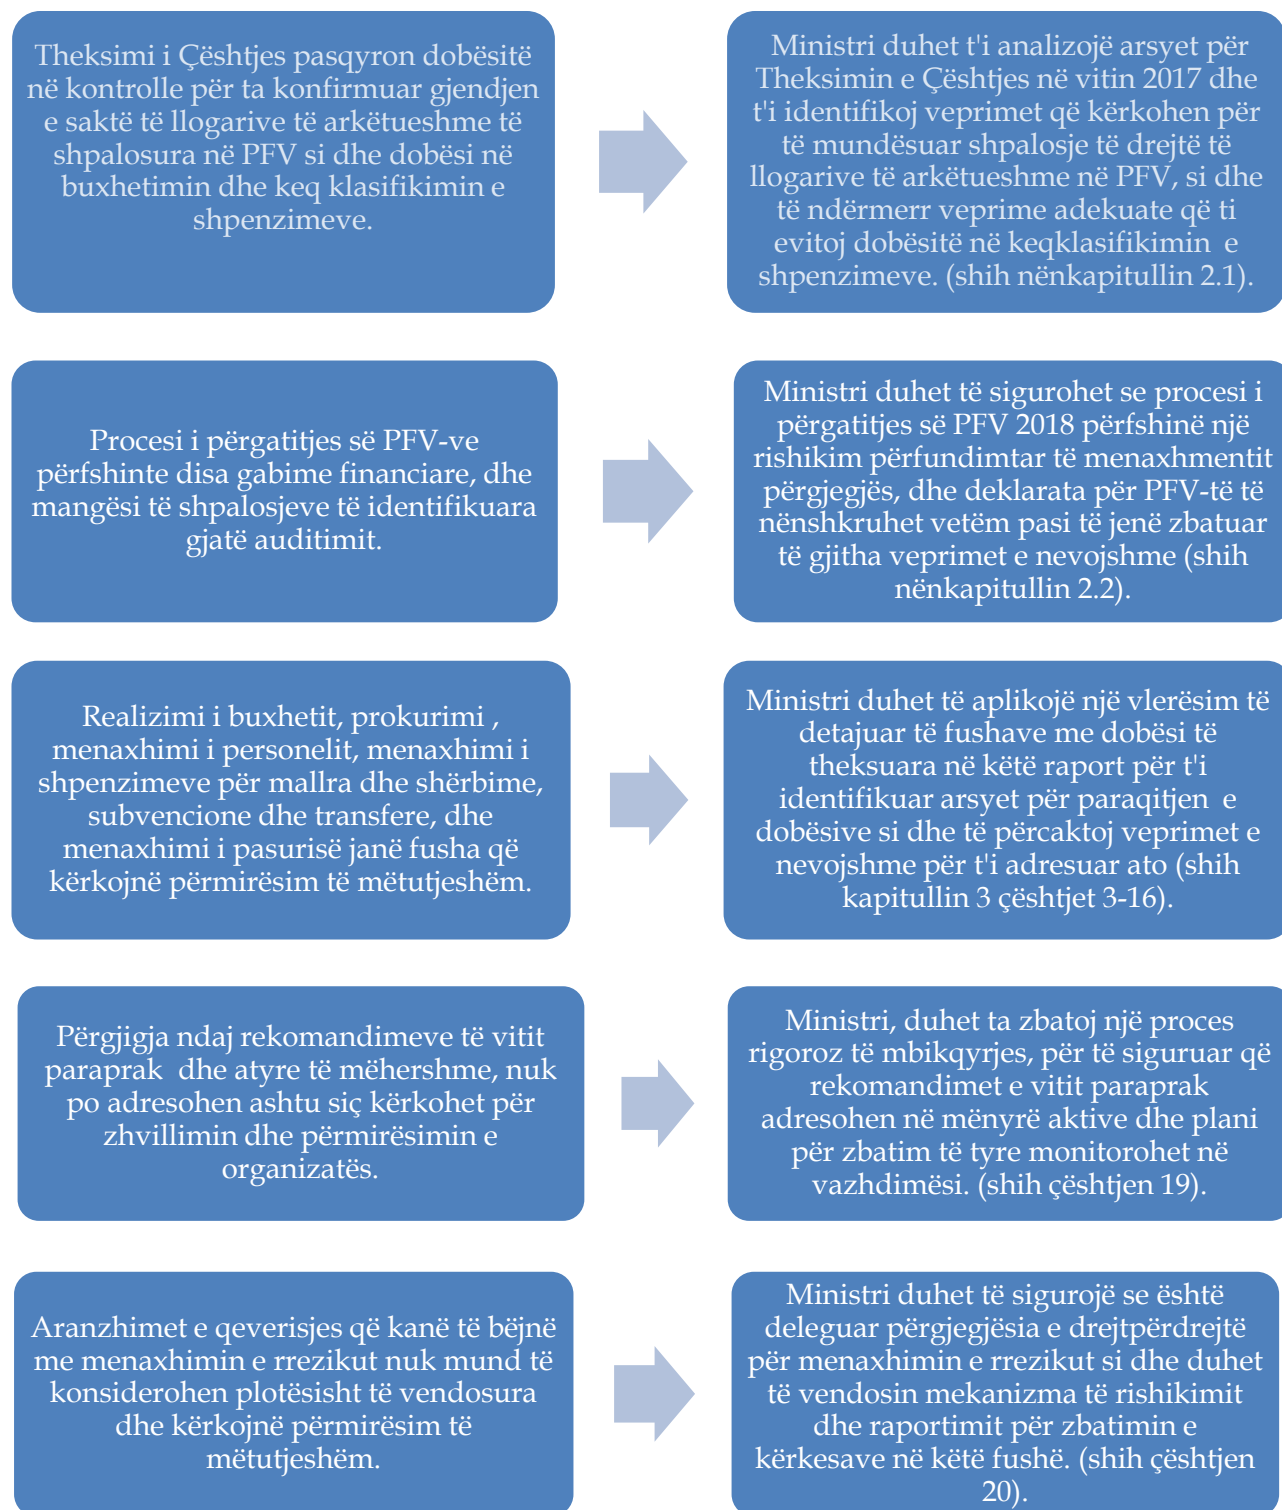 Theksimi i Çështjes pasqyron dobësitë
në kontrolle për ta konfirmuar gjendjen
e saktë të llogarive të arkëtueshme të
shpalosura në PFV si dhe dobësi në
buxhetimin dhe keq klasifikimin e
shpenzimeve.
Ministri duhet t'i analizojë arsyet për
Theksimin e Çështjes në vitin 2017 dhe
t'i identifikoj veprimet që kërkohen për
të mundësuar shpalosje të drejtë të
llogarive të arkëtueshme në PFV, si dhe
të ndërmerr veprime adekuate që ti
evitoj dobësitë në keqklasifikimin e
shpenzimeve. (shih nënkapitullin 2.1).
Procesi i përgatitjes së PFV-ve
përfshinte disa gabime financiare, dhe
mangësi të shpalosjeve të identifikuara
gjatë auditimit.
Ministri duhet të sigurohet se procesi i
përgatitjes së PFV 2018 përfshinë një
rishikim përfundimtar të menaxhmentit
përgjegjës, dhe deklarata për PFV-të të
nënshkruhet vetëm pasi të jenë zbatuar
të gjitha veprimet e nevojshme (shih
nënkapitullin 2.2).
Realizimi i buxhetit, prokurimi ,
menaxhimi i personelit, menaxhimi i
shpenzimeve për mallra dhe shërbime,
subvencione dhe transfere, dhe
menaxhimi i pasurisë janë fusha që
kërkojnë përmirësim të mëtutjeshëm.
Ministri duhet të aplikojë një vlerësim të
detajuar të fushave me dobësi të
theksuara në këtë raport për t'i
identifikuar arsyet për paraqitjen e
dobësive si dhe të përcaktoj veprimet e
nevojshme për t'i adresuar ato (shih
kapitullin 3 çështjet 3-16).
Përgjigja ndaj rekomandimeve të vitit
paraprak dhe atyre të mëhershme, nuk
po adresohen ashtu siç kërkohet për
zhvillimin dhe përmirësimin e
organizatës.
Ministri, duhet ta zbatoj një proces
rigoroz të mbikqyrjes, për të siguruar që
rekomandimet e vitit paraprak
adresohen në mënyrë aktive dhe plani
për zbatim të tyre monitorohet në
vazhdimësi. (shih çështjen 19).
Aranzhimet e qeverisjes që kanë të bëjnë
me menaxhimin e rrezikut nuk mund të
konsiderohen plotësisht të vendosura
dhe kërkojnë përmirësim të
mëtutjeshëm.
Ministri duhet të sigurojë se është
deleguar përgjegjësia e drejtpërdrejtë
për menaxhimin e rrezikut si dhe duhet
të vendosin mekanizma të rishikimit
dhe raportimit për zbatimin e
kërkesave në këtë fushë. (shih çështjen
20).